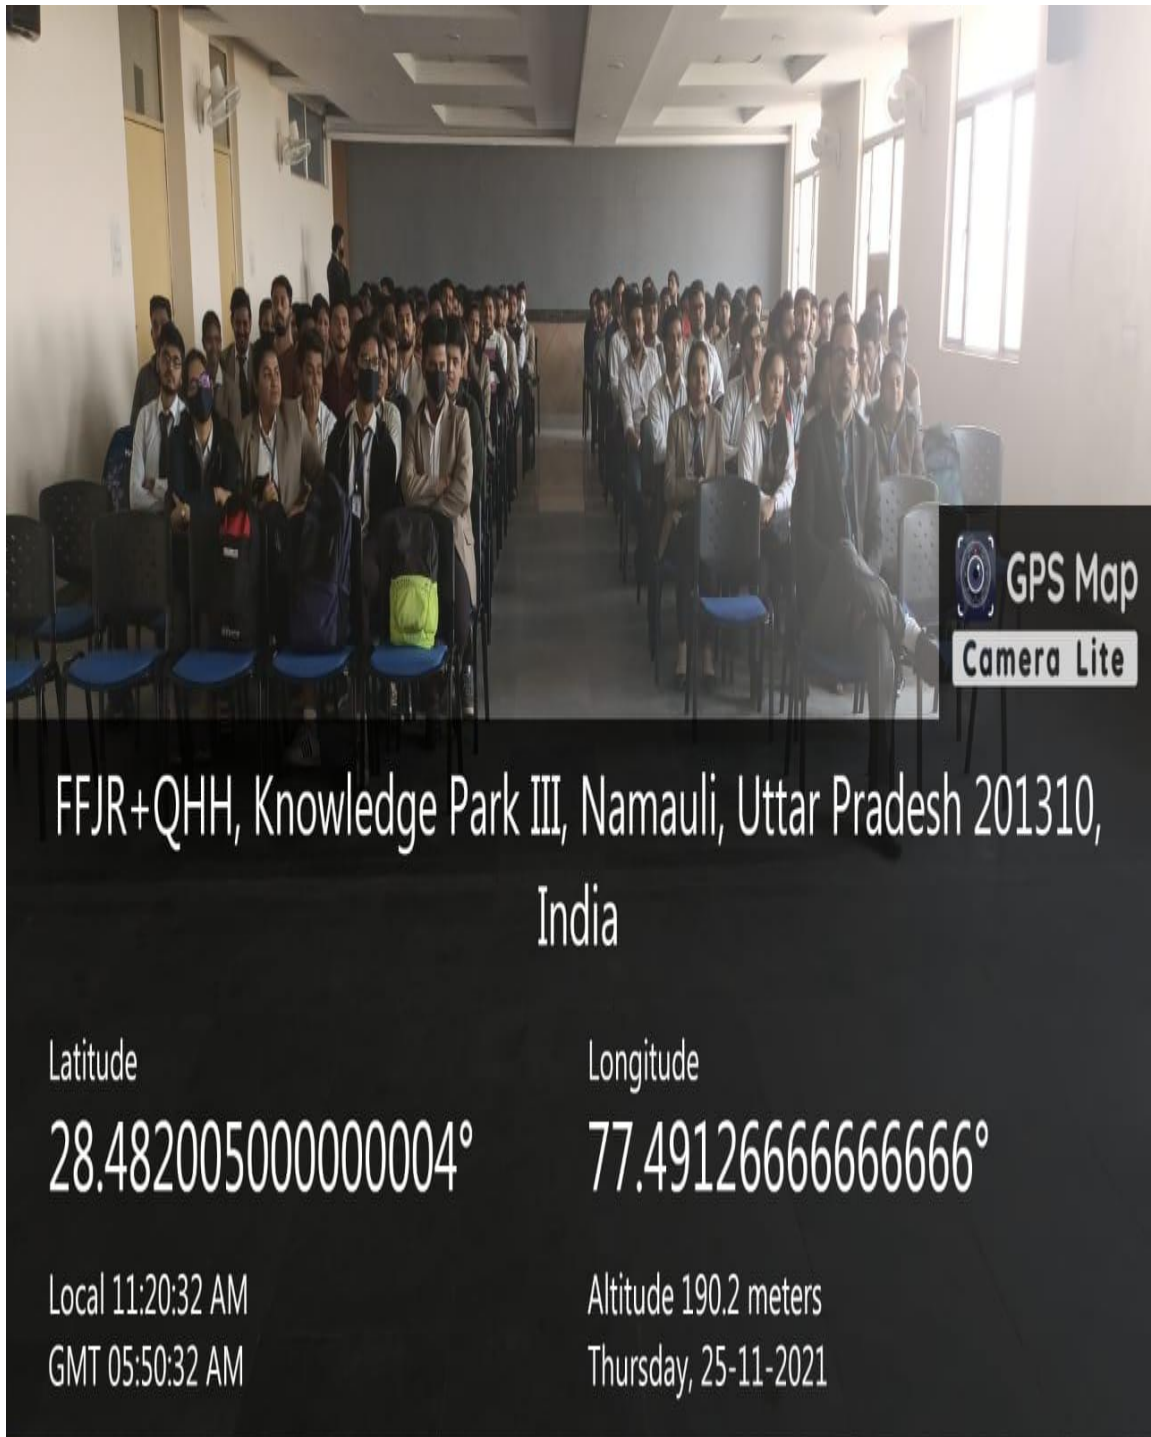 GPS Map
Camera Lite
FFJR+QHH, Knowledge Park III, Namauli, Uttar Pradesh 201310,
India
Latitude
Longitude
28.482005000000004°
77.49126666666666°
Local 11:20:32 AM
Altitude 190.2 meters
GMT 05:50:32 AM
Thursday, 25-11-2021